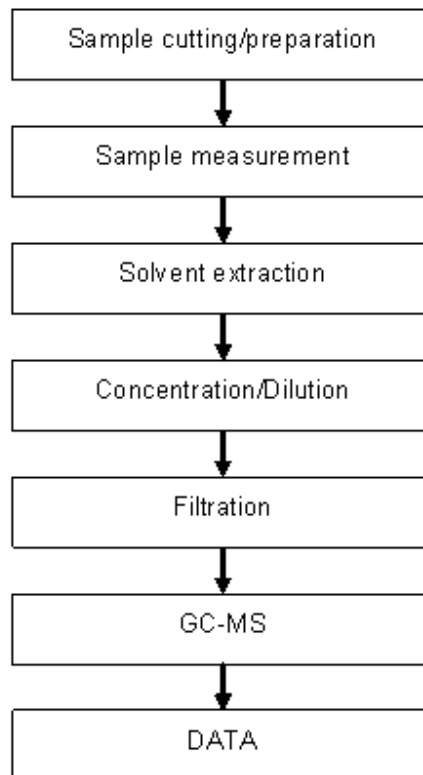 Sample cutting/preparation
Sample measurement
Solvent extraction
Concentration/Dilution
Filtration
GC-MS
DATA